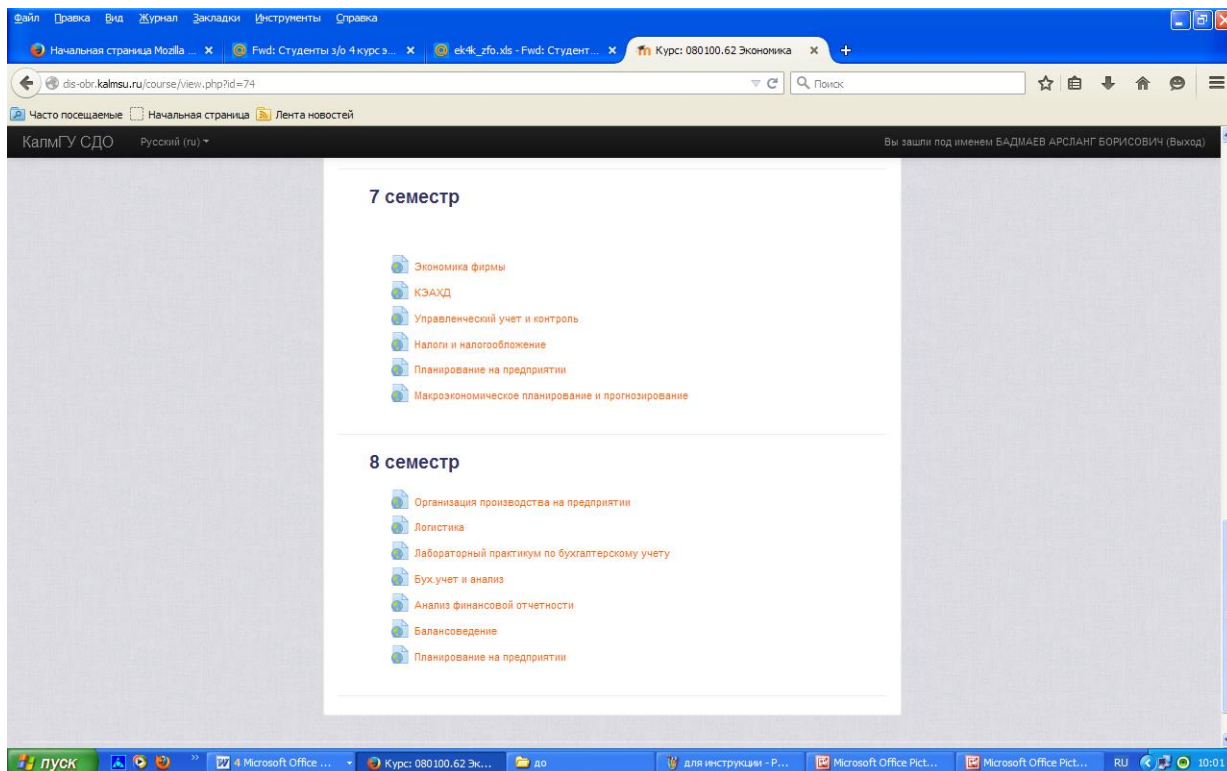 Файл Правка Вид Журнал Закладки Инструменты Справка
Начальная страница Mozilla ... Fwd: Студенты з/о 4 курс э... ek4k_zfo.xls - Fwd: Студент... Курс: 080100.62 Экономика
dis-obr.kalmsu.ru/course/view.php?id=74 Поиск
Часто посещаемые Начальная страница Лента новостей
КалмГУ СДО Русский (ru) Вы зашли под именем БАДМАЕВ АРСЛАНГ БОРИСОВИЧ (Выход)
7 семестр
Экономика фирмы
КЭАХД
Управленческий учет и контроль
Налоги и налогообложение
Планирование на предприятии
Макроэкономическое планирование и прогнозирование
8 семестр
Организация производства на предприятии
Логистика
Лабораторный практикум по бухгалтерскому учету
Бух.учет и анализ
Анализ финансовой отчетности
Балансоведение
Планирование на предприятии
пуск 4 Microsoft Office ... Курс: 080100.62 Эк... до для инструкции - P... Microsoft Office Pict... Microsoft Office Pict... RU 10:01